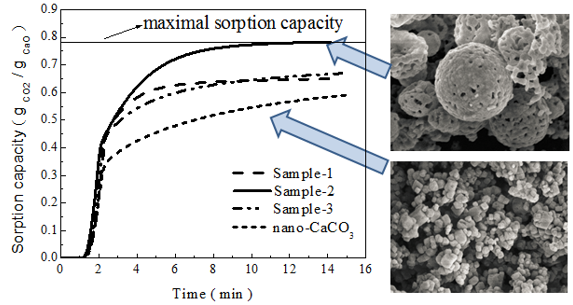 maximal sorption capacity
Sorption capacity ( g CO2 / g CaO )
0.9
0.8
0.7
0.6
0.5
0.4
0.3
0.2
0.1
0.0
Sample-1
Sample-2
Sample-3
nano-CaCO3
0 2 4 6 8 10 12 14 16
Time ( min )